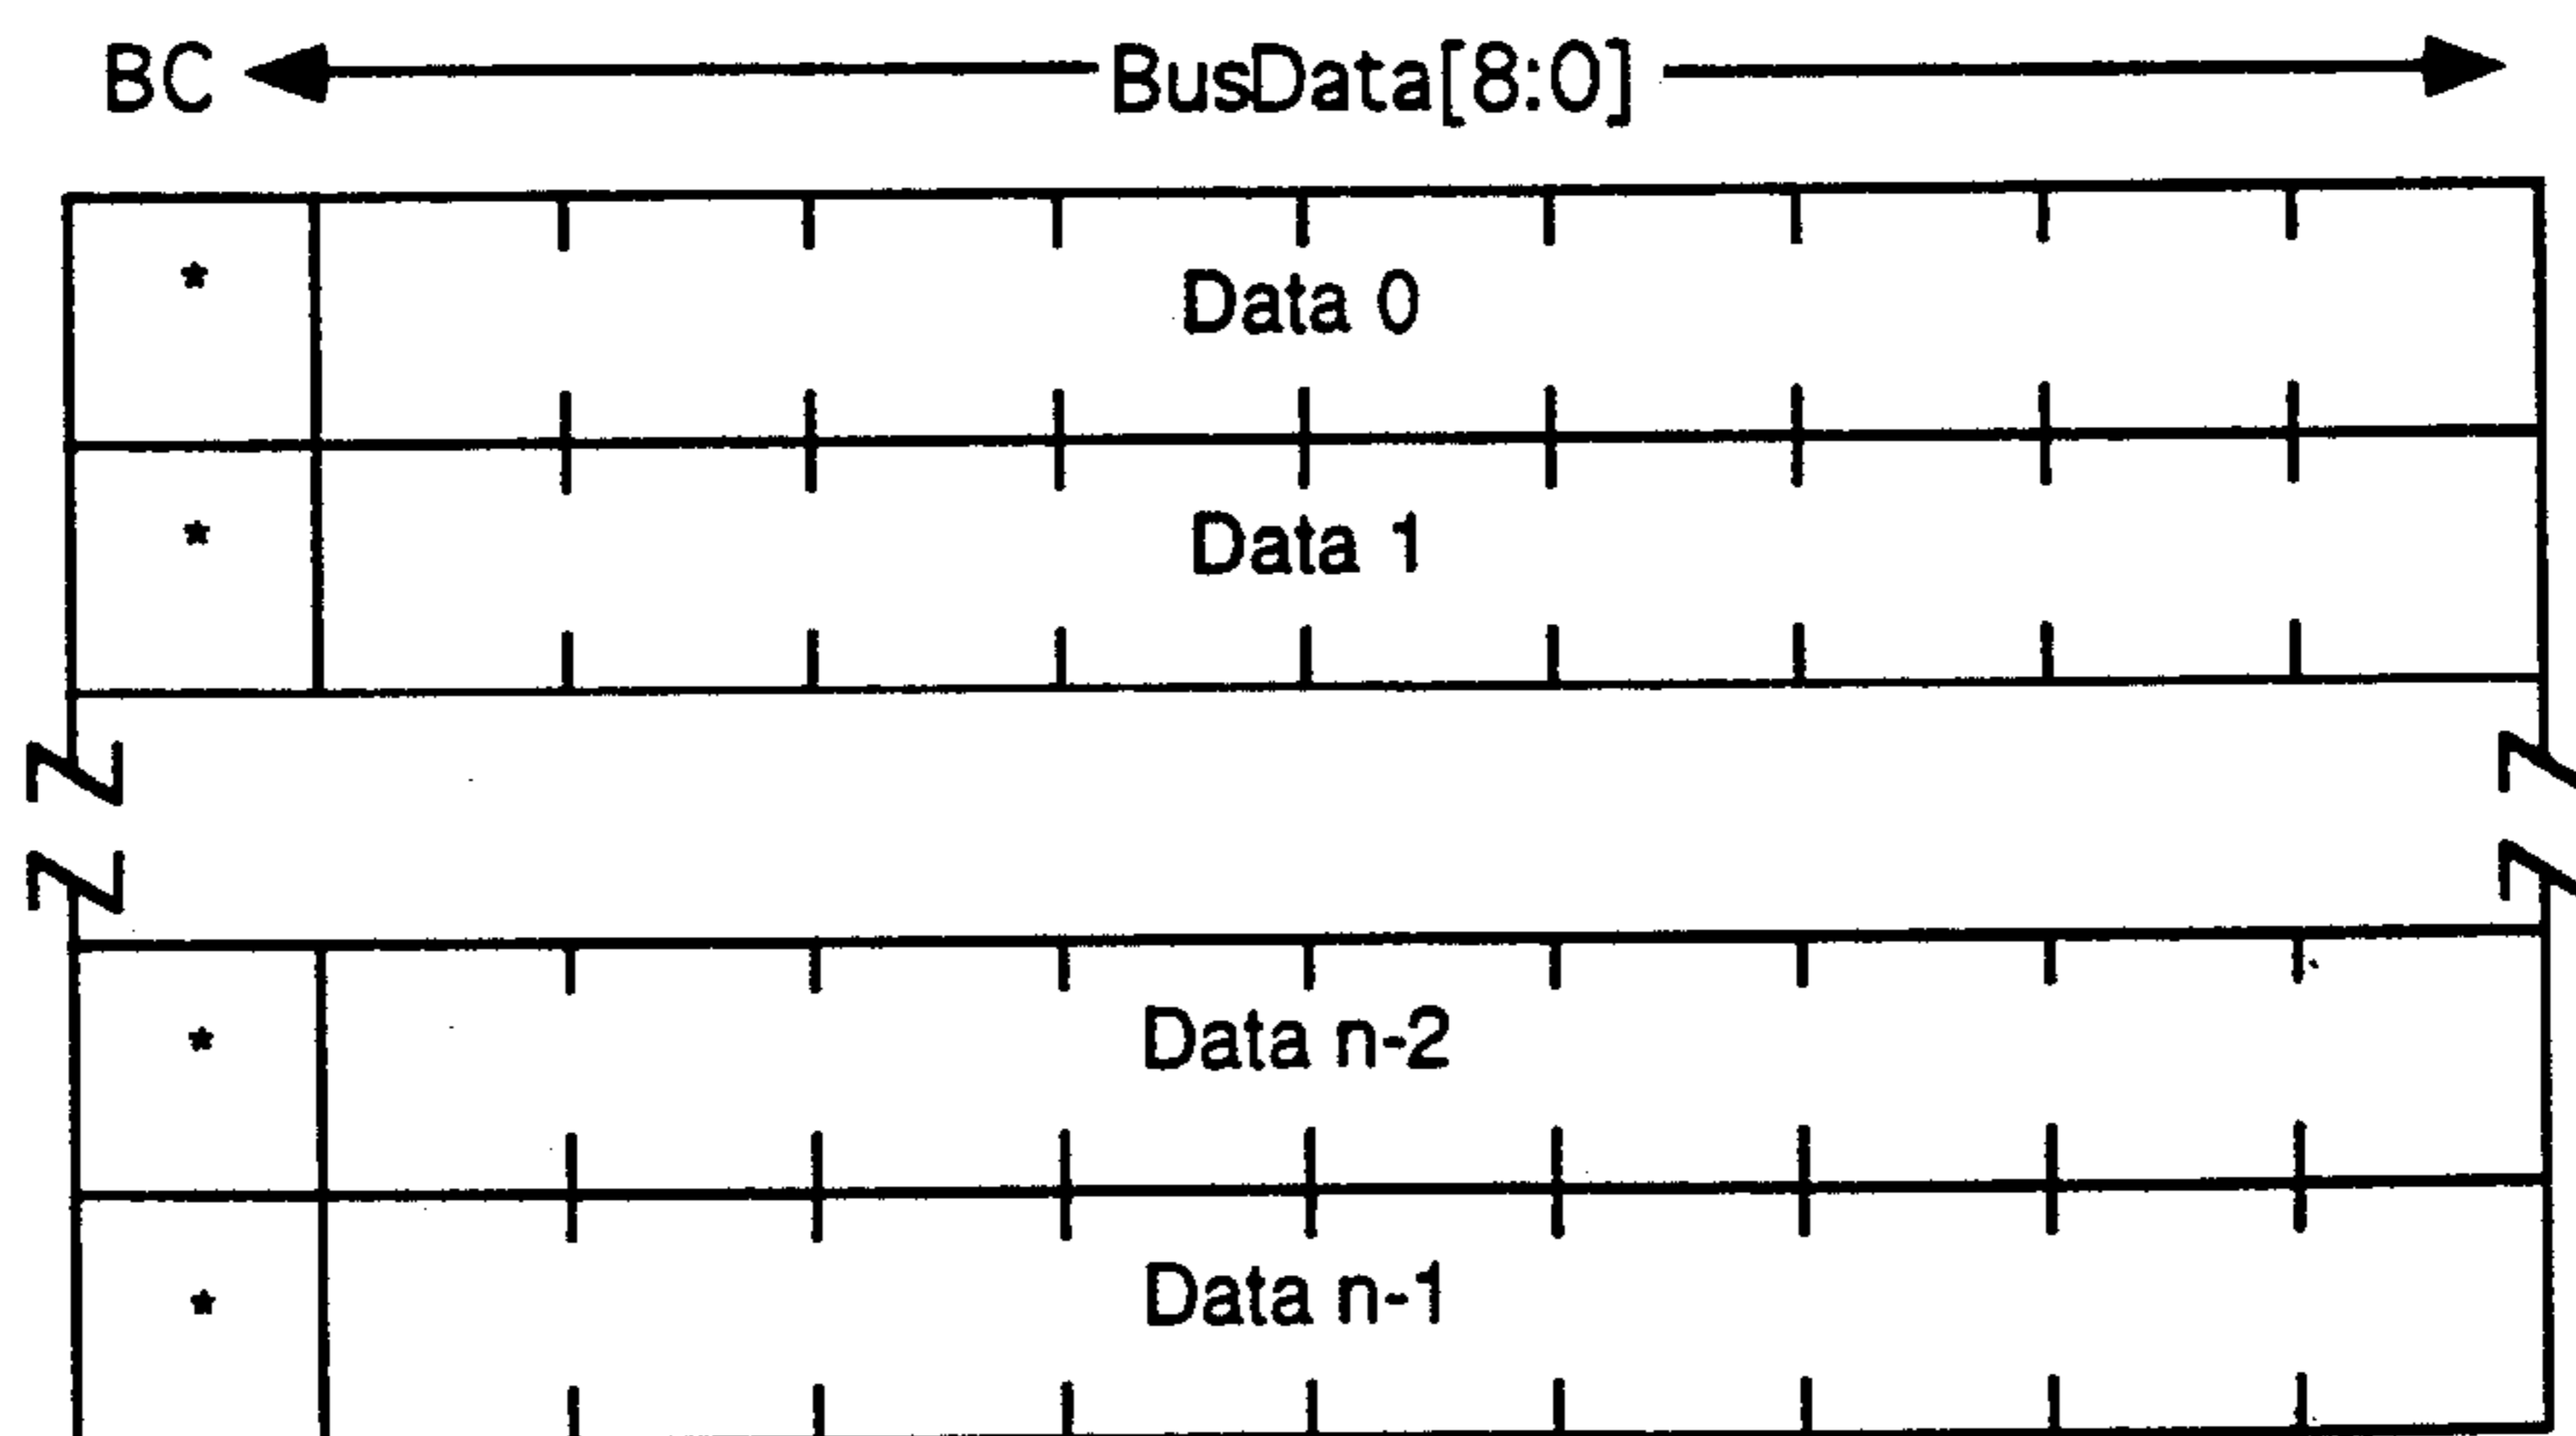 BC BusData[8:0]
* Data 0
* Data 1
* Data n-2
* Data n-1